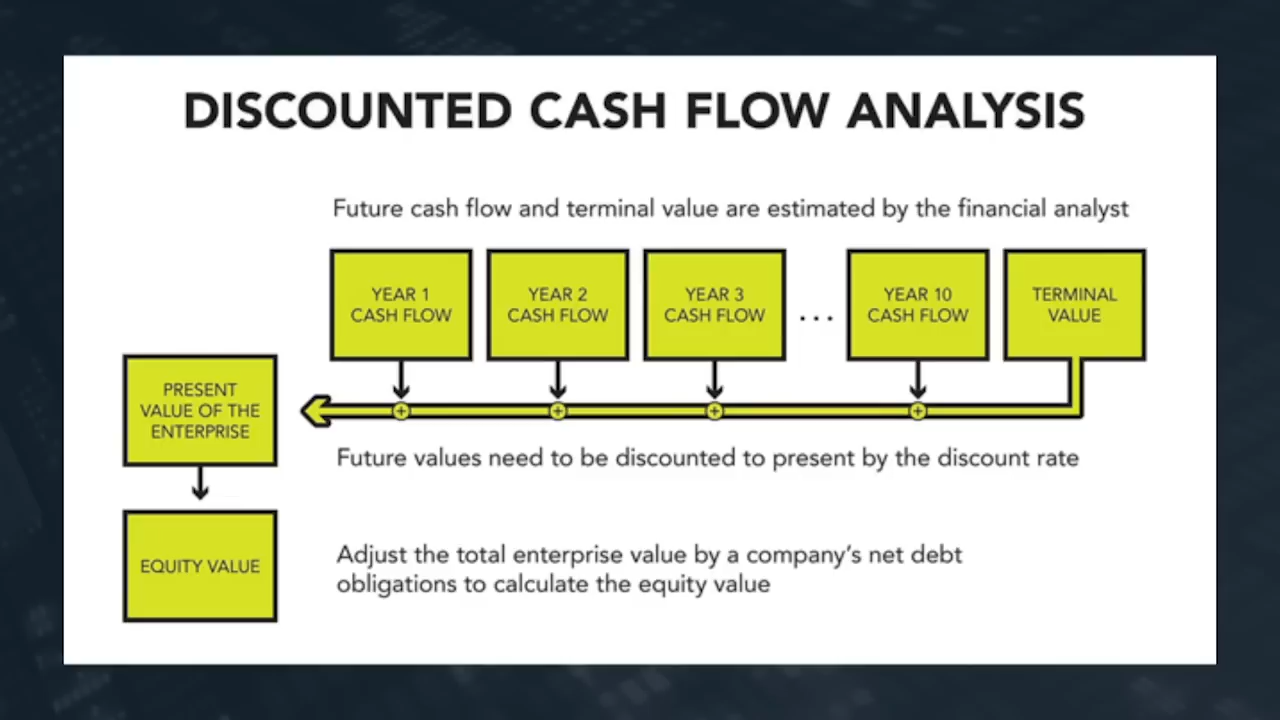 DISCOUNTED CASH FLOW ANALYSIS
Future cash flow and terminal value are estimated by the financial analyst
YEAR 1
CASH FLOW
YEAR 2
CASH FLOW
YEAR 3
CASH FLOW
...
YEAR 10
CASH FLOW
TERMINAL
VALUE
PRESENT
VALUE OF THE
ENTERPRISE
Future values need to be discounted to present by the discount rate
EQUITY VALUE
Adjust the total enterprise value by a company's net debt
obligations to calculate the equity value